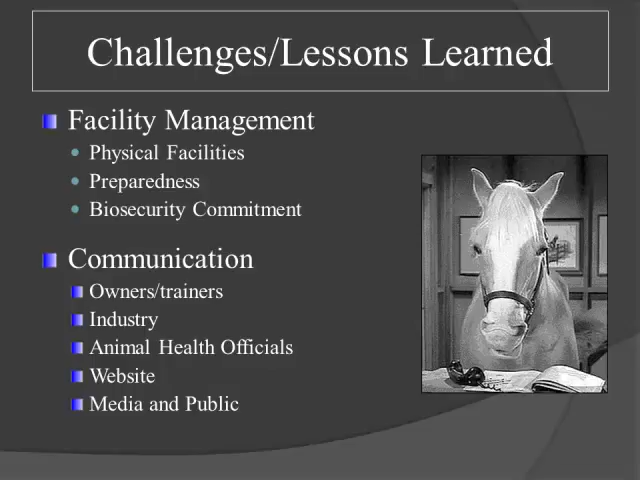 Challenges/Lessons Learned
Facility Management
Physical Facilities
Preparedness
Biosecurity Commitment
Communication
Owners/trainers
Industry
Animal Health Officials
Website
Media and Public